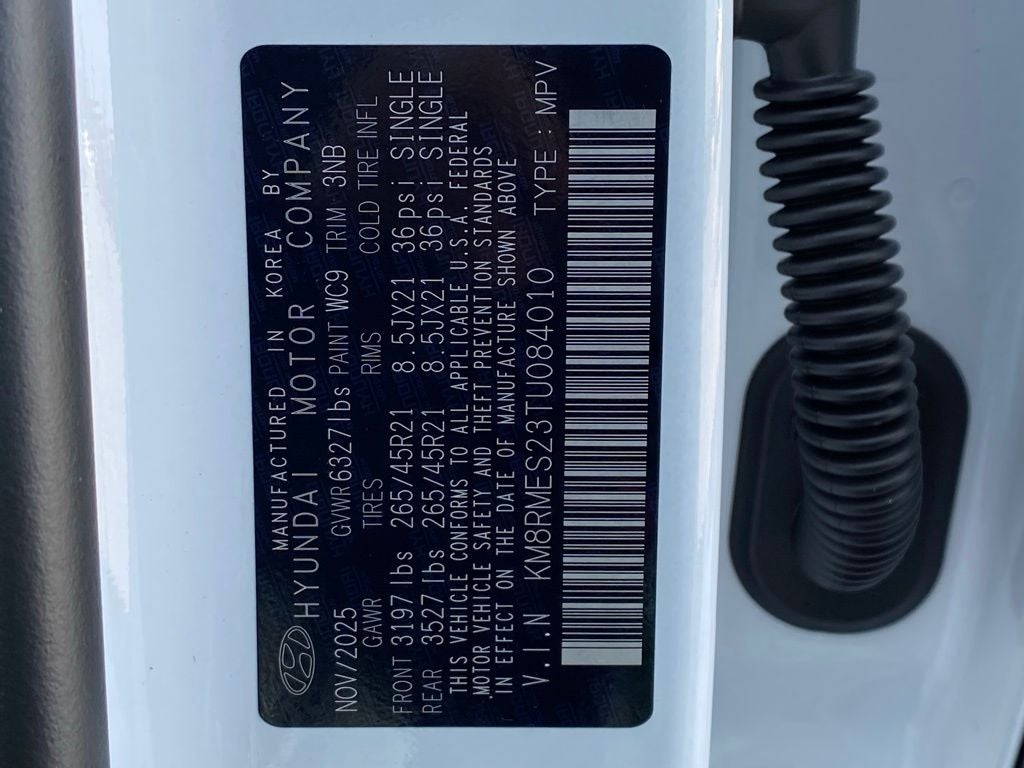 MANUFACTURED IN KOREA BY
HYUNDAI MOTOR COMPANY
NOV/2025 GVWR 6327lbs PAINT WC9 TRIM 3NB
GAWR TIRES RIMS COLD TIRE INFL
FRONT 3197lbs 265/45R21 8.5JX21 36psi SINGLE
REAR 3527lbs 265/45R21 8.5JX21 36psi SINGLE
THIS VEHICLE CONFORMS TO ALL APPLICABLE U.S.A. FEDERAL
MOTOR VEHICLE SAFETY AND THEFT PREVENTION STANDARDS
IN EFFECT ON THE DATE OF MANUFACTURE SHOWN ABOVE
V.I.N KM8RMES23TU084010 TYPE : MPV